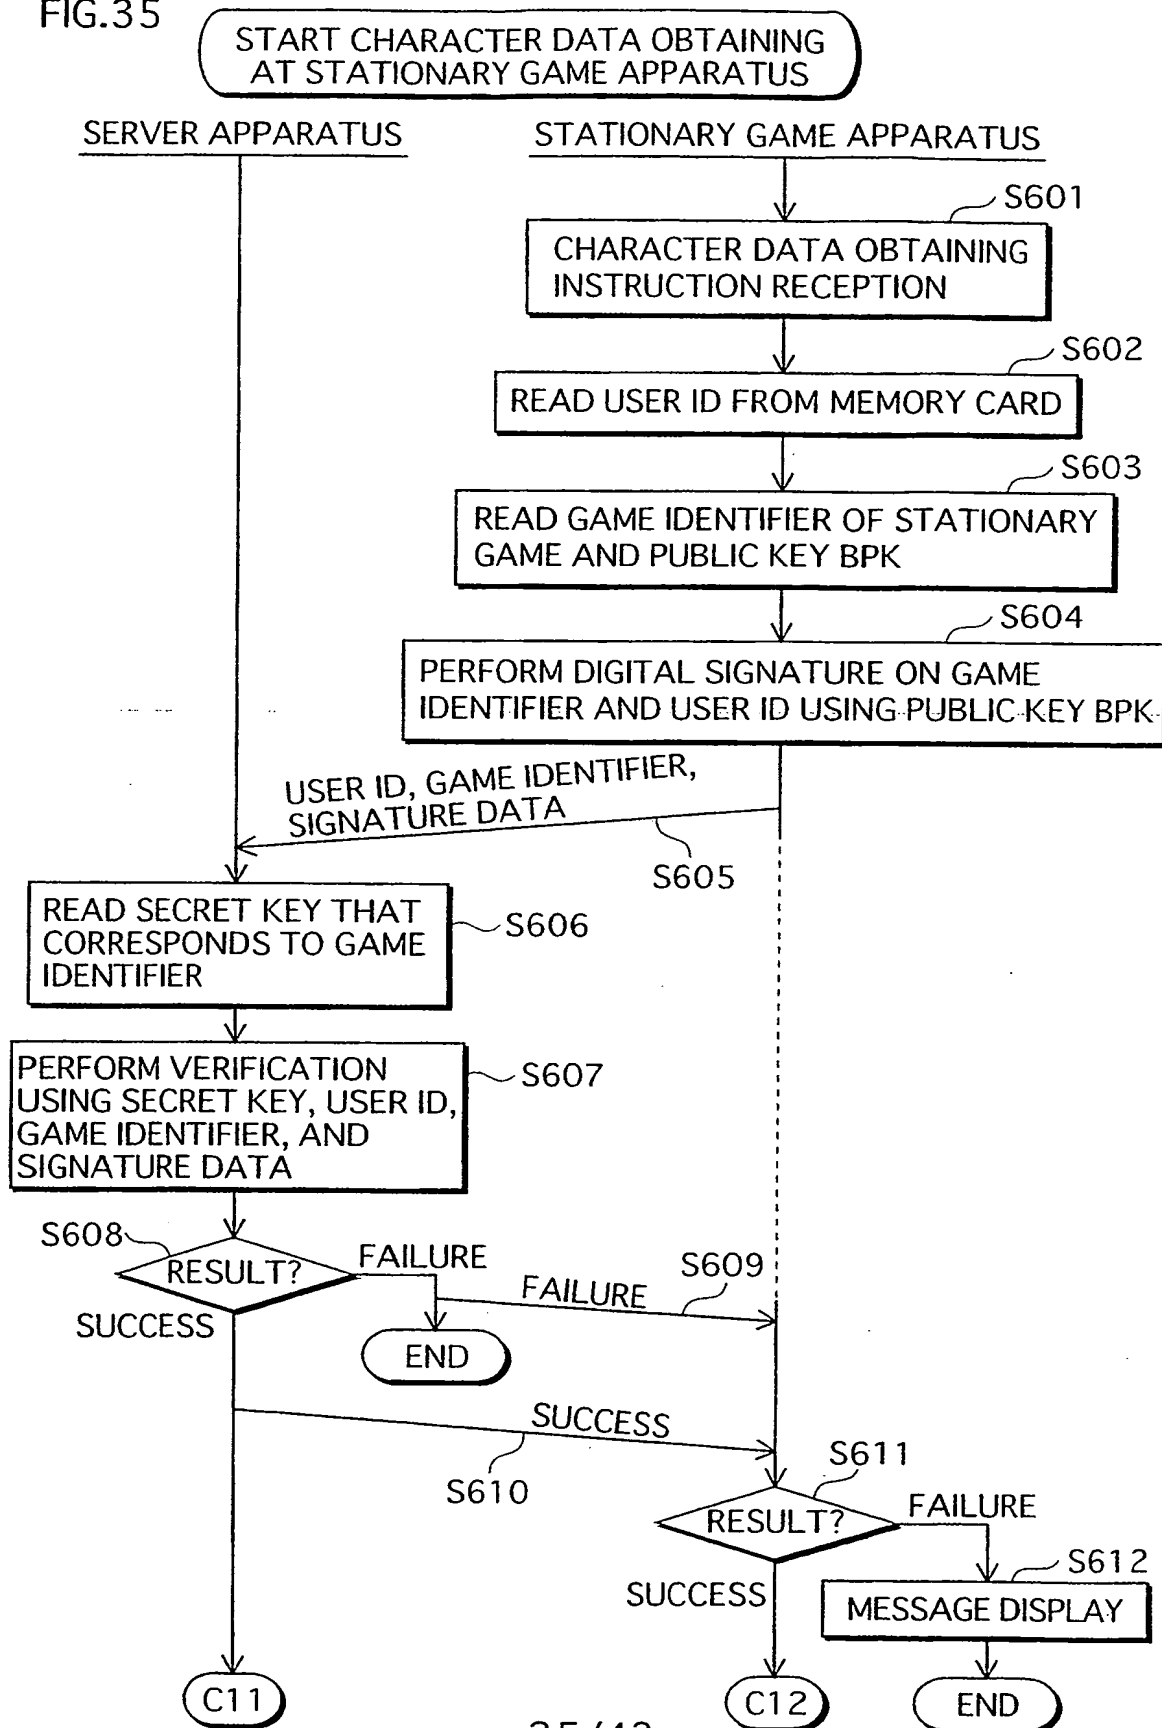 FIG.35
START CHARACTER DATA OBTAINING
AT STATIONARY GAME APPARATUS
SERVER APPARATUS
STATIONARY GAME APPARATUS
S601
CHARACTER DATA OBTAINING
INSTRUCTION RECEPTION
S602
READ USER ID FROM MEMORY CARD
S603
READ GAME IDENTIFIER OF STATIONARY
GAME AND PUBLIC KEY BPK
S604
PERFORM DIGITAL SIGNATURE ON GAME
IDENTIFIER AND USER ID USING PUBLIC KEY BPK
USER ID, GAME IDENTIFIER,
SIGNATURE DATA
S605
READ SECRET KEY THAT
CORRESPONDS TO GAME
IDENTIFIER
S606
PERFORM VERIFICATION
USING SECRET KEY, USER ID,
GAME IDENTIFIER, AND
SIGNATURE DATA
S607
S608
RESULT?
FAILURE
S609
FAILURE
SUCCESS
END
SUCCESS
S610
S611
RESULT?
FAILURE
S612
SUCCESS
MESSAGE DISPLAY
C11
C12
END